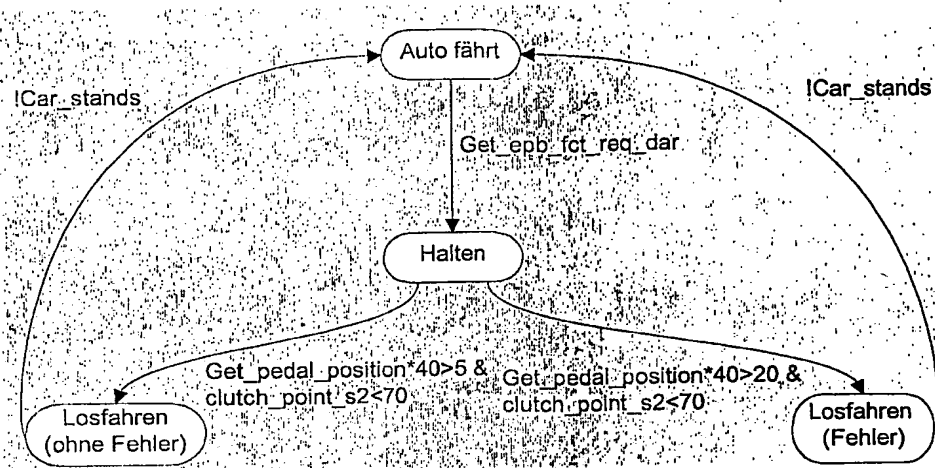 Auto fährt
!Car_stands
!Car_stands
Get_epb_fct_req_dar
Halten
Get_pedal_position*40>5 &
clutch_point_s2<70
Get_pedal_position*40>20 &
clutch_point_s2<70
Losfahren
(ohne Fehler)
Losfahren
(Fehler)